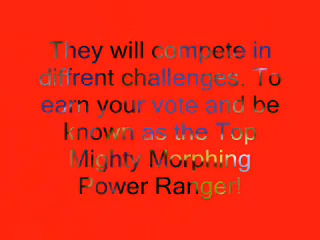 They will compete in
diffrent challenges. To
earn your vote and be
known as the Top
Mighty Morphing
Power Ranger!